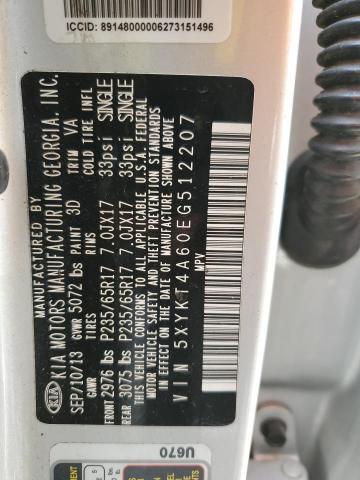 ICCID: 89148000006273151496
KIA
MANUFACTURED BY
KIA MOTORS MANUFACTURING GEORGIA, INC.
SEP/10/13 GVWR 5072 lbs PAINT 3D TRIM VA
GAWR TIRES RIMS COLD TIRE INFL
FRONT 2976 lbs P235/65R17 7.0JX17 33psi SINGLE
REAR 3075 lbs P235/65R17 7.0JX17 33psi SINGLE
THIS VEHICLE CONFORMS TO ALL APPLICABLE U.S.A FEDERAL
MOTOR VEHICLE SAFETY, BUMPER, AND THEFT PREVENTION STANDARDS
IN EFFECT ON THE DATE OF MANUFACTURE SHOWN ABOVE.
VIN 5XYKT4A60EG512207
MPV
U670